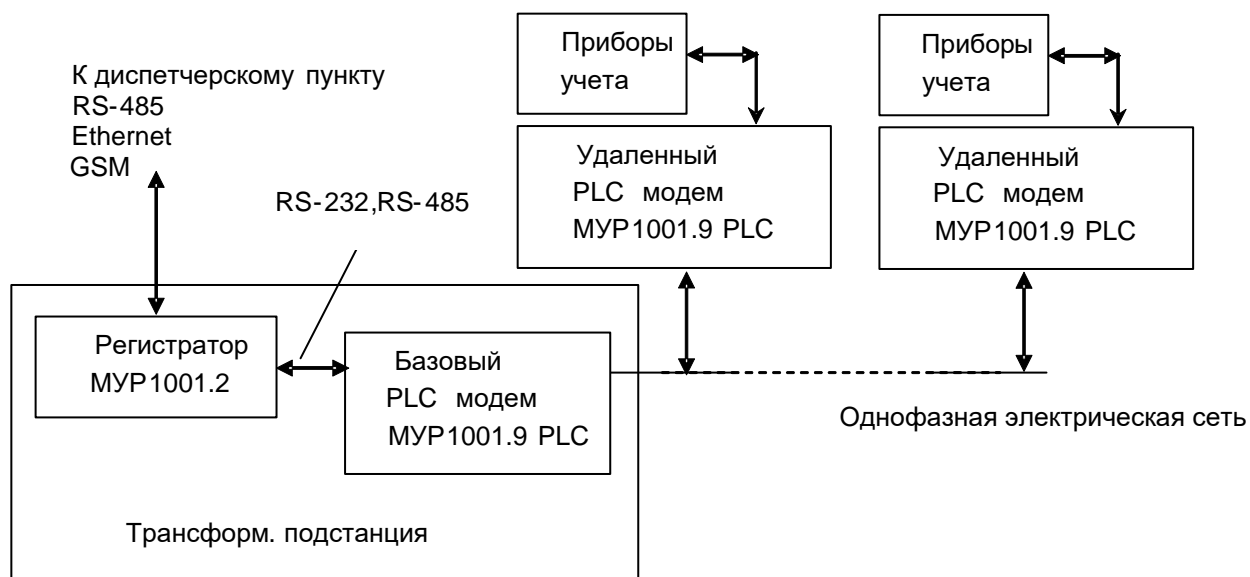 К диспетчерскому пункту
RS-485
Ethernet
GSM
RS-232,RS-485
Приборы
учета
Удаленный
PLC модем
МУР1001.9 PLC
Приборы
учета
Удаленный
PLC модем
МУР1001.9 PLC
Регистратор
МУР1001.2
Базовый
PLC модем
МУР1001.9 PLC
Однофазная электрическая сеть
Трансформ. подстанция